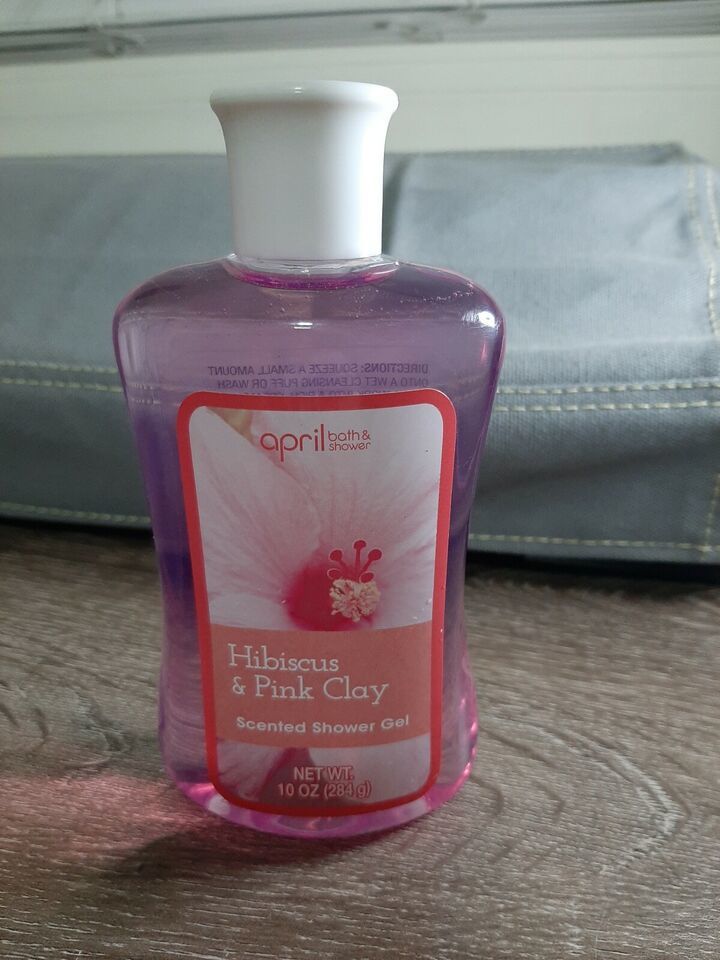 DIRECTIONS: SQUEEZE A SMALL AMOUNT
ONTO A WET CLEANSING PUFF OR WASH
april bath &
shower
Hibiscus
& Pink Clay
Scented Shower Gel
NET WT.
10 OZ (284 g)